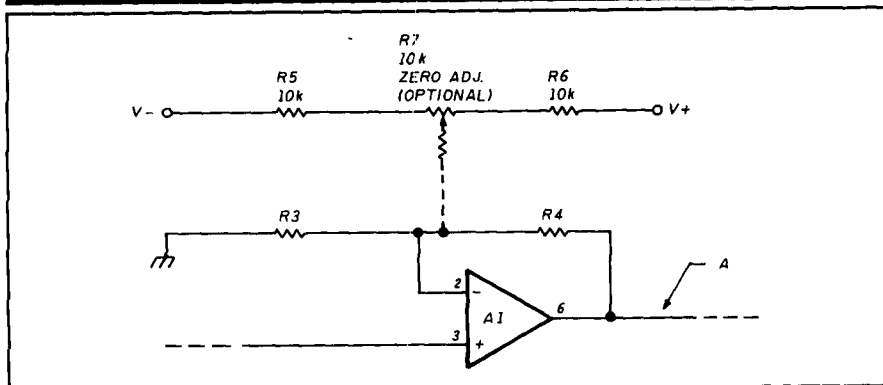 R7
10k
ZERO ADJ.
(OPTIONAL)
R5
10k
R6
10k
V-
V+
R3
R4
A
2
-
6
A1
3
+